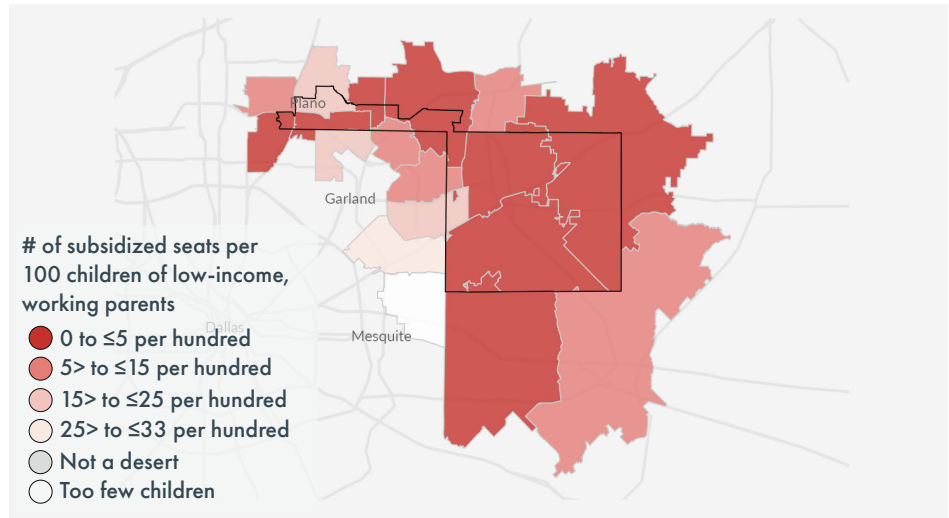 Plano
Garland
# of subsidized seats per
100 children of low-income,
working parents
Dallas
0 to ≤5 per hundred
Mesquite
5> to ≤15 per hundred
15> to ≤25 per hundred
25> to ≤33 per hundred
Not a desert
Too few children